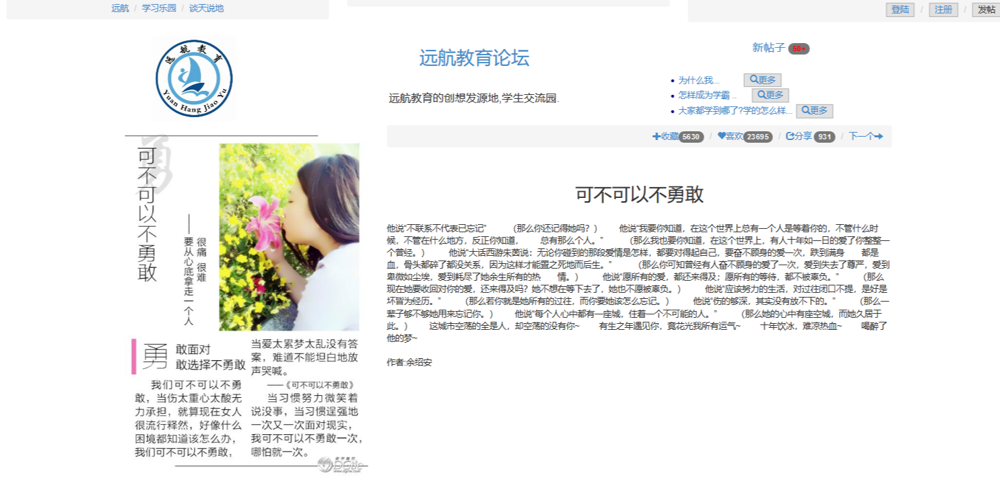 远航 / 学习乐园 / 谈天说地
登陆 / 注册 / 发帖
远航教育
Yuan Hang Jiao Yu
远航教育论坛
远航教育的创想发源地,学生交流园.
新帖子 50+
为什么我... 更多
怎样成为学霸 .. 更多
大家都学到哪了?学的怎么样... 更多
收藏 5630 / 喜欢 23695 / 分享 931 / 下一个
勇
可不可以不勇敢
——要从心底拿走一个人
很痛 很难
勇
敢面对
敢选择不勇敢
我们可不可以不勇
敢，当伤太重心太酸无
力承担，就算现在女人
很流行释然，好像什么
困境都知道该怎么办，
我们可不可以不勇敢，
当爱太累梦太乱没有答
案，难道不能坦白地放
声哭喊。
——《可不可以不勇敢》
当习惯努力微笑着
说没事，当习惯逞强地
一次又一次面对现实，
我可不可以不勇敢一次，
哪怕就一次。
DGtle
www.dgtle.com
可不可以不勇敢
他说“不联系不代表已忘记” （那么你还记得她吗？） 他说“我要你知道，在这个世界上总有一个人是等着你的，不管什么时
候，不管在什么地方，反正你知道， 总有那么个人。” （那么我也要你知道，在这个世界上，有人十年如一日的爱了你整整一
个曾经。） 他说“大话西游朱茵说：无论你碰到的那段爱情是怎样，都要对得起自己，要奋不顾身的爱一次，跌到满身 都是
血，骨头都碎了都没关系，因为这样才能置之死地而后生。” （那么你可知曾经有人奋不顾身的爱了一次，爱到失去了尊严，爱到
卑微如尘埃，爱到耗尽了她余生所有的热 情。） 他说“愿所有的爱，都还来得及；愿所有的等待，都不被辜负。” （那么
现在她要收回对你的爱，还来得及吗？她不想在等下去了，她也不愿被辜负。） 他说“应该努力的生活，对过往闭口不提，是好是
坏皆为经历。” （那么若你就是她所有的过往，而你要她该怎么忘记。） 他说“伤的够深，其实没有放不下的。” （那么一
辈子够不够她用来忘记你。） 他说“每个人心中都有一座城，住着一个不可能的人。” （那么她的心中有座空城，而她久居于
此。） 这城市空荡的全是人，却空荡的没有你~ 有生之年遇见你，竟花光我所有运气~ 十年饮冰，难凉热血~ 喝醉了
他的梦~
作者:余绍安